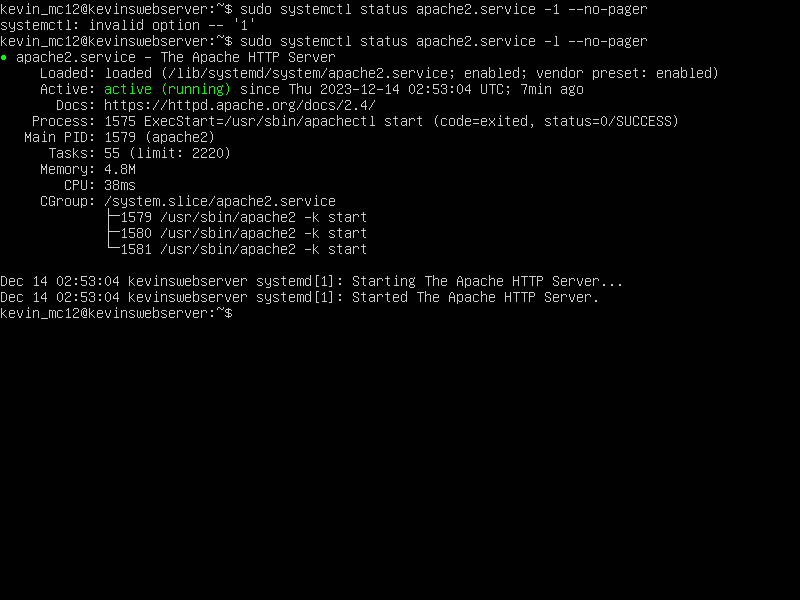 kevin_mc12@kevinswebserver:~$ sudo systemctl status apache2.service -1 --no-pager
systemctl: invalid option -- '1'
kevin_mc12@kevinswebserver:~$ sudo systemctl status apache2.service -l --no-pager
● apache2.service - The Apache HTTP Server
     Loaded: loaded (/lib/systemd/system/apache2.service; enabled; vendor preset: enabled)
     Active: active (running) since Thu 2023-12-14 02:53:04 UTC; 7min ago
       Docs: https://httpd.apache.org/docs/2.4/
    Process: 1575 ExecStart=/usr/sbin/apachectl start (code=exited, status=0/SUCCESS)
   Main PID: 1579 (apache2)
      Tasks: 55 (limit: 2220)
     Memory: 4.8M
        CPU: 38ms
     CGroup: /system.slice/apache2.service
             ├─1579 /usr/sbin/apache2 -k start
             ├─1580 /usr/sbin/apache2 -k start
             └─1581 /usr/sbin/apache2 -k start
Dec 14 02:53:04 kevinswebserver systemd[1]: Starting The Apache HTTP Server...
Dec 14 02:53:04 kevinswebserver systemd[1]: Started The Apache HTTP Server.
kevin_mc12@kevinswebserver:~$